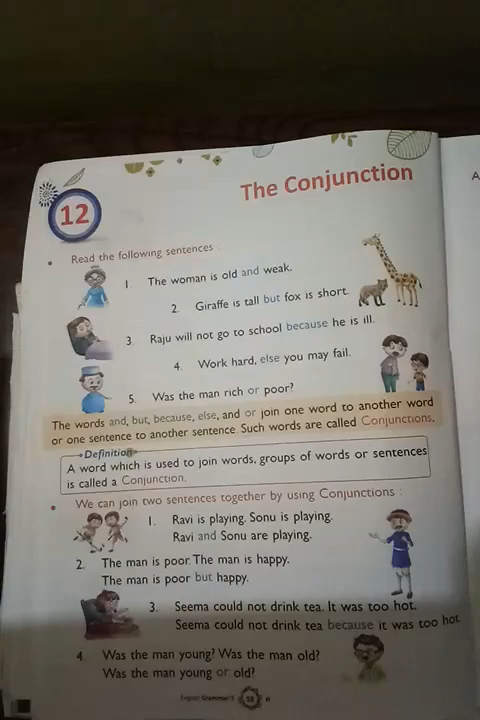 The Conjunction
12
Read the following sentences :
1. The woman is old and weak.
2. Giraffe is tall but fox is short.
3. Raju will not go to school because he is ill.
4. Work hard, else you may fail.
5. Was the man rich or poor?
The words and, but, because, else, and or join one word to another word
or one sentence to another sentence. Such words are called Conjunctions.
Definition
A word which is used to join words, groups of words or sentences
is called a Conjunction.
We can join two sentences together by using Conjunctions :
1. Ravi is playing. Sonu is playing.
Ravi and Sonu are playing.
2. The man is poor. The man is happy.
The man is poor but happy.
3. Seema could not drink tea. It was too hot.
Seema could not drink tea because it was too hot.
4. Was the man young? Was the man old?
Was the man young or old?